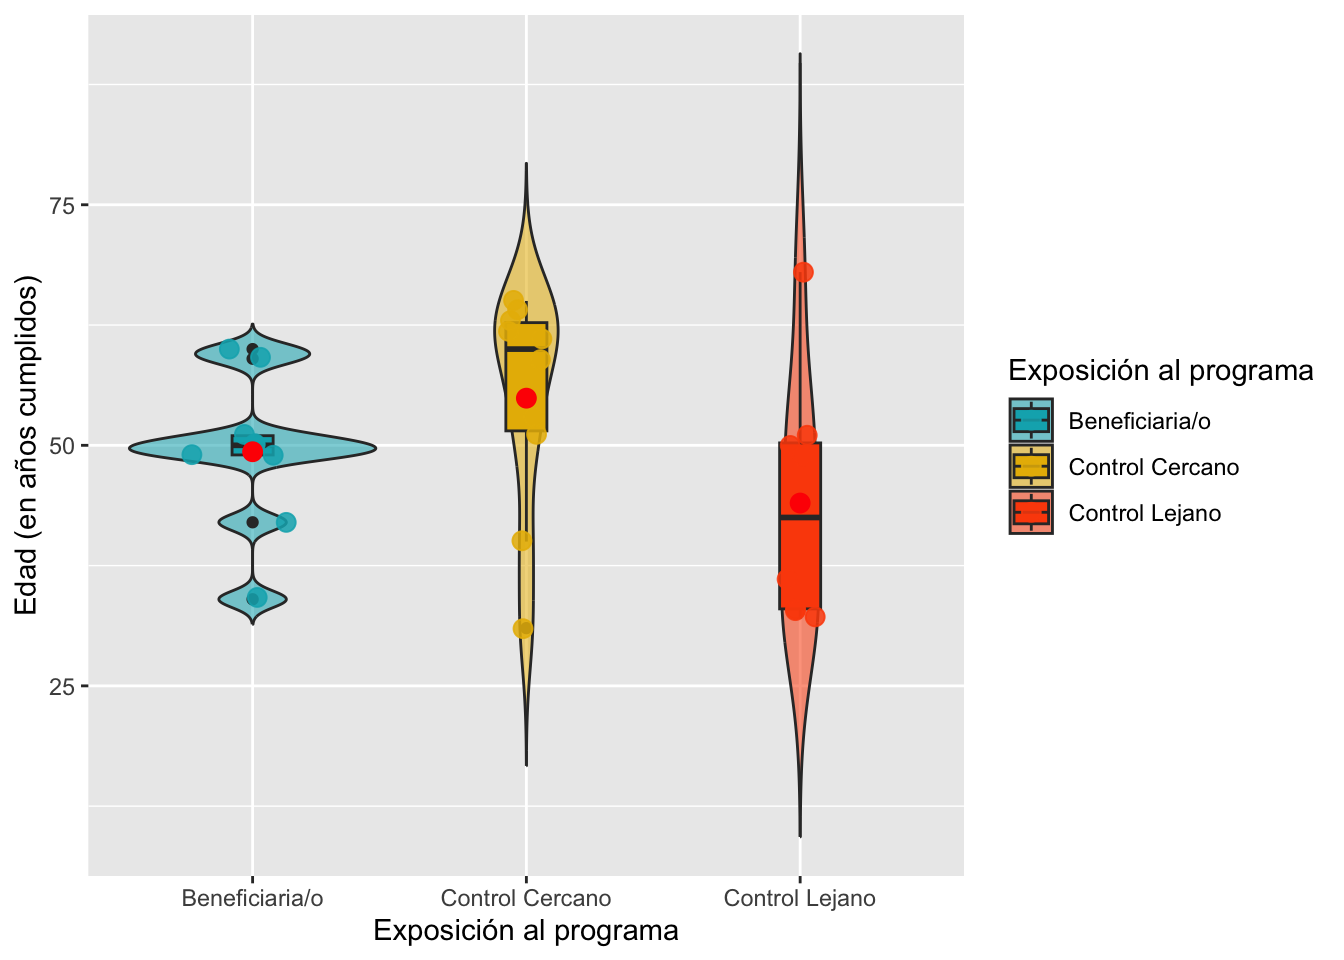 Edad (en años cumplidos)
75
50
25
Beneficiaria/o
Control Cercano
Control Lejano
Exposición al programa
Exposición al programa
Beneficiaria/o
Control Cercano
Control Lejano